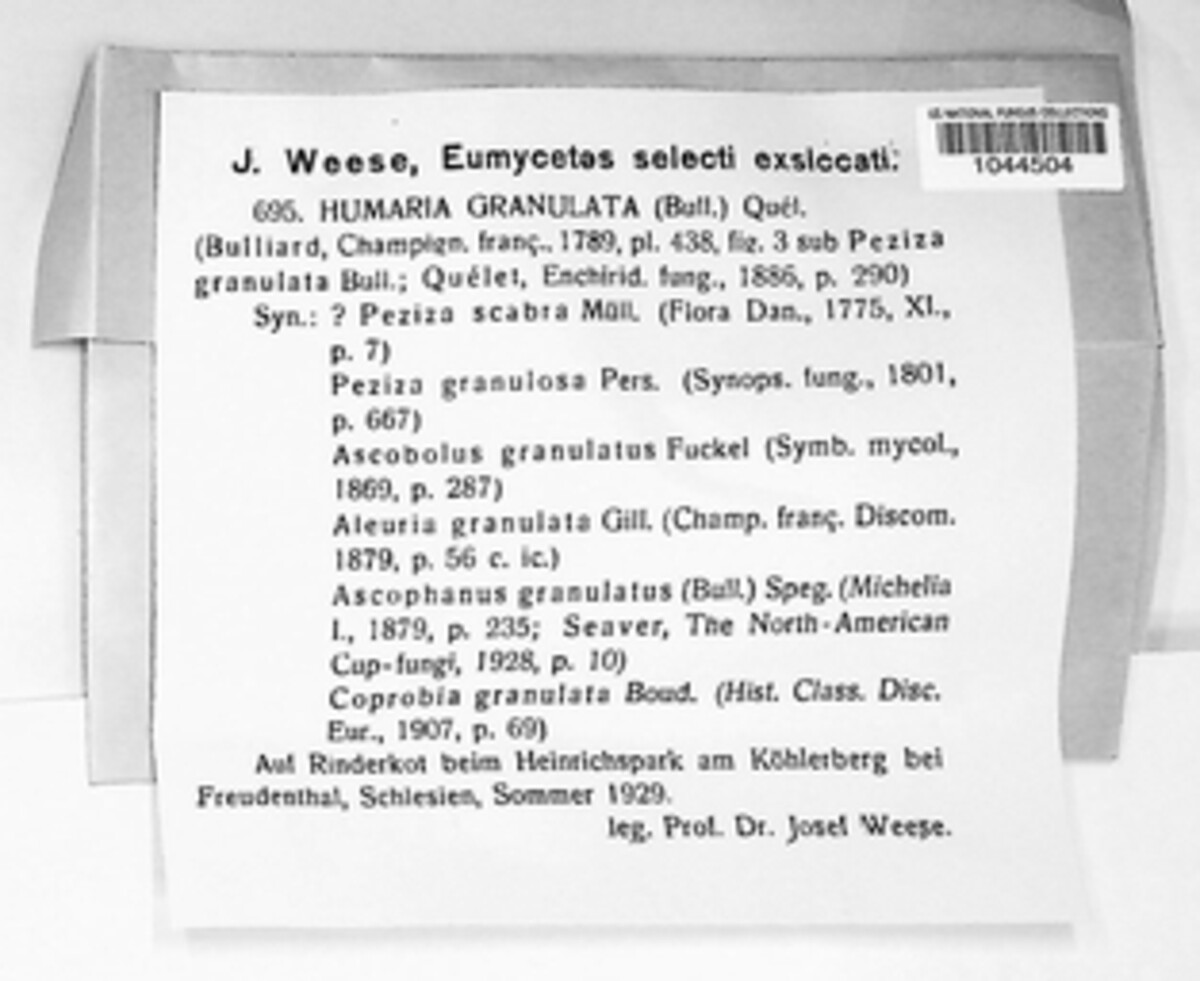 US NATIONAL FUNGUS COLLECTIONS
1044504
J. Weese, Eumycetes selecti exsiccati:
695. HUMARIA GRANULATA (Bull.) Quél.
(Bulliard, Champign. franç., 1789, pl. 438, fig. 3 sub Peziza
granulata Bull.; Quélet, Enchirid. fung., 1886, p. 290)
Syn.: ? Peziza scabra Müll. (Flora Dan., 1775, XI.,
p. 7)
Peziza granulosa Pers. (Synops. fung., 1801,
p. 667)
Ascobolus granulatus Fuckel (Symb. mycol.,
1869, p. 287)
Aleuria granulata Gill. (Champ. franç. Discom.
1879, p. 56 c. ic.)
Ascophanus granulatus (Bull.) Speg. (Michelia
I., 1879, p. 235; Seaver, The North-American
Cup-fungi, 1928, p. 10)
Coprobia granulata Boud. (Hist. Class. Disc.
Eur., 1907, p. 69)
Auf Rinderkot beim Heinrichspark am Köhlerberg bei
Freudenthal, Schlesien, Sommer 1929.
leg. Prof. Dr. Josef Weese.